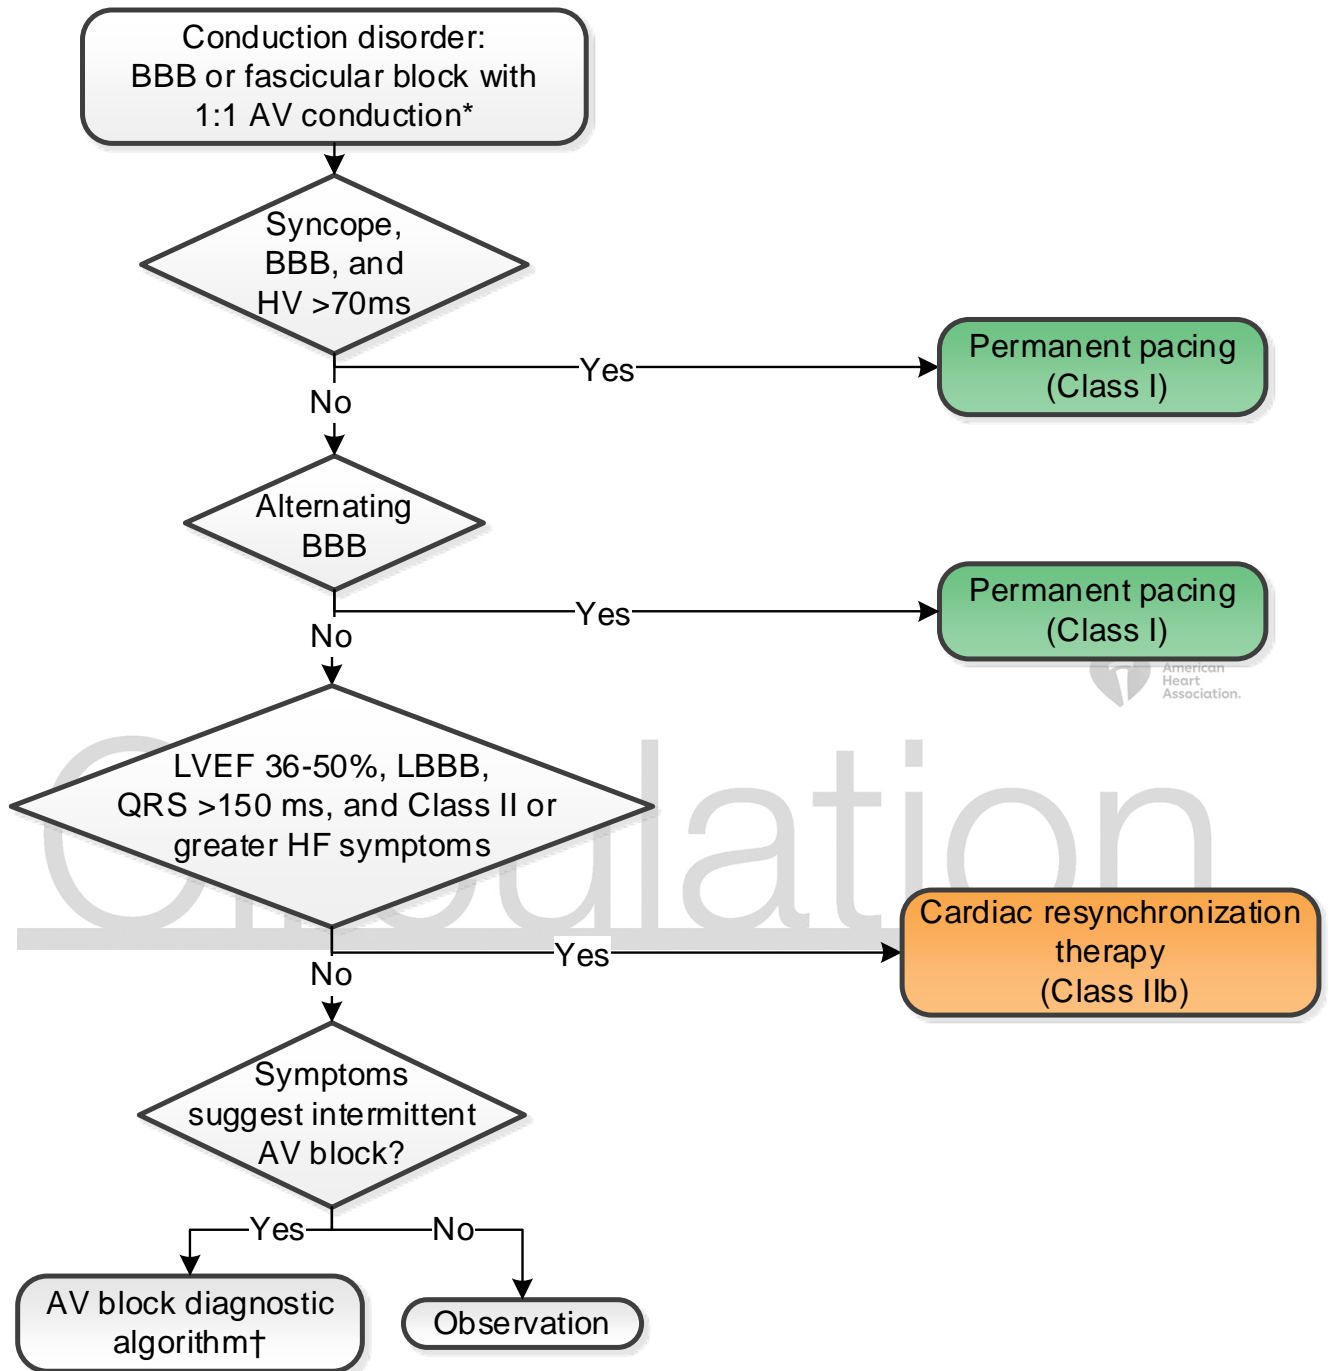 Conduction disorder:
BBB or fascicular block with
1:1 AV conduction*
Syncope,
BBB, and
HV >70ms
Yes
Permanent pacing
(Class I)
No
Alternating
BBB
Yes
Permanent pacing
(Class I)
No
American
Heart
Association.
LVEF 36-50%, LBBB,
QRS >150 ms, and Class II or
greater HF symptoms
Circulation
Yes
Cardiac resynchronization
therapy
(Class IIb)
No
Symptoms
suggest intermittent
AV block?
Yes
No
AV block diagnostic
algorithm†
Observation